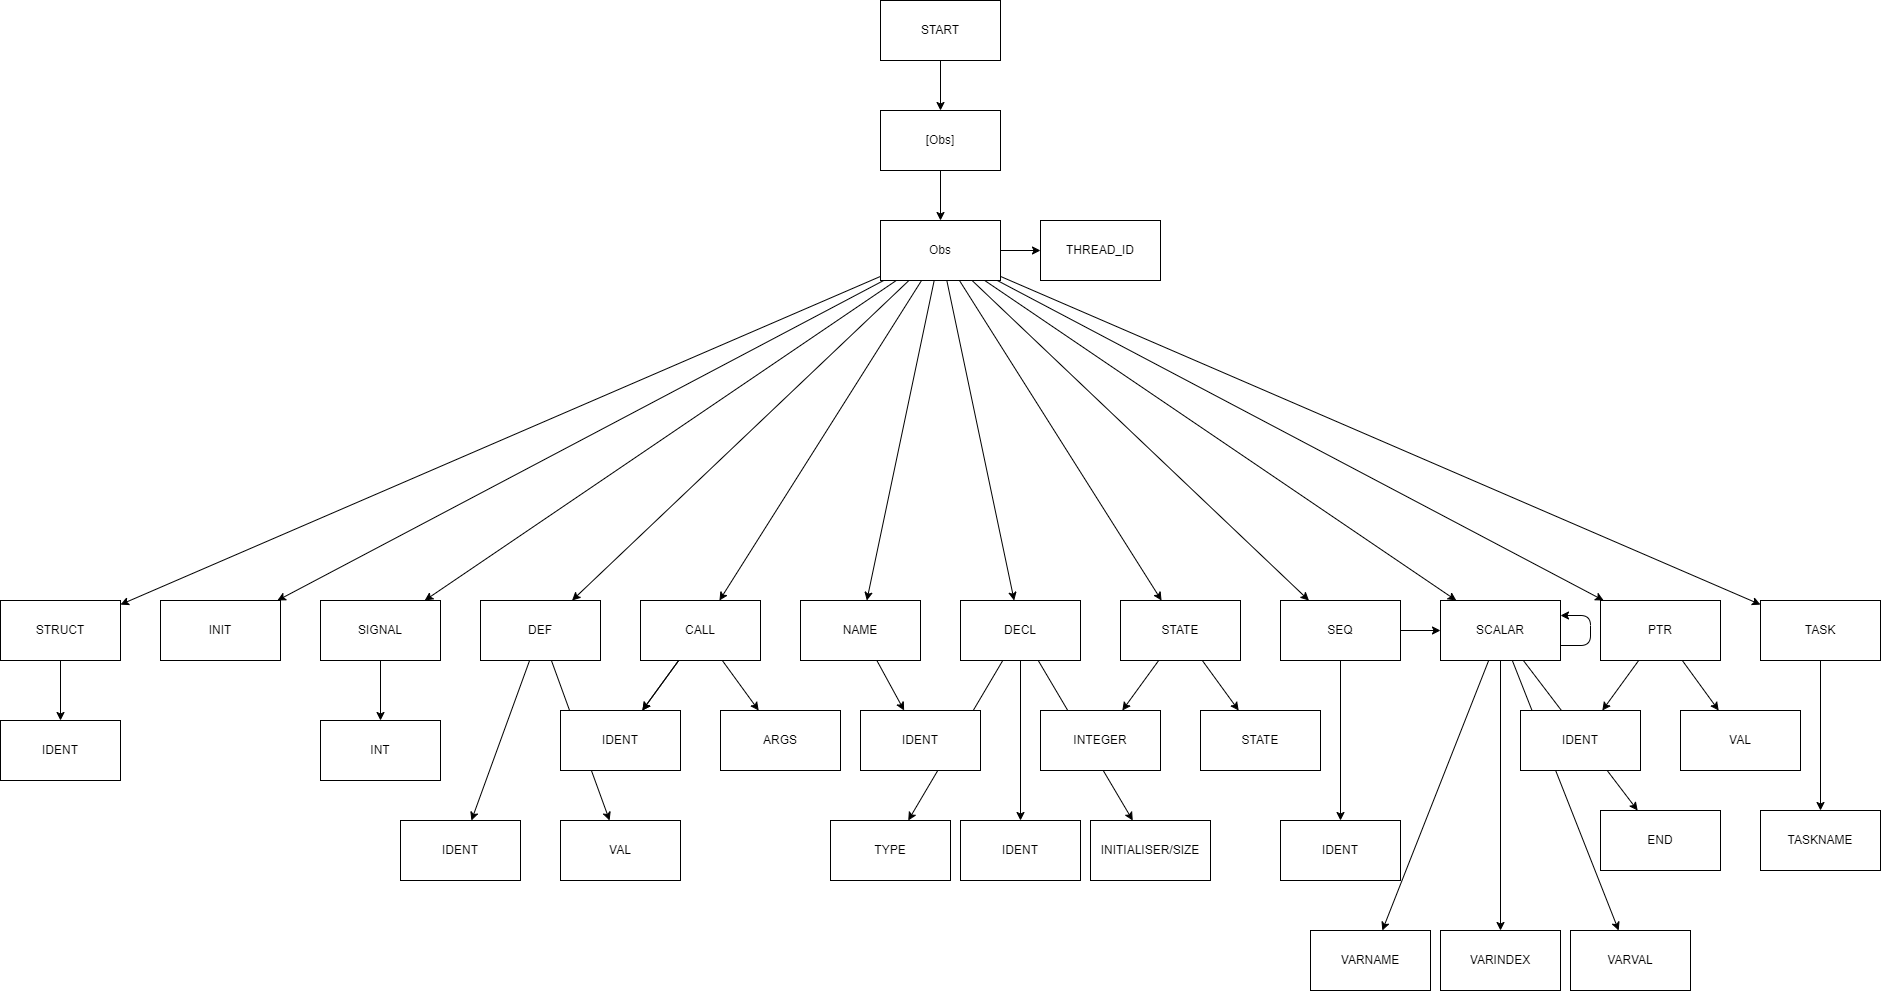 START
[Obs]
Obs
THREAD_ID
STRUCT
INIT
SIGNAL
DEF
CALL
NAME
DECL
STATE
SEQ
SCALAR
PTR
TASK
IDENT
INT
IDENT
ARGS
IDENT
INTEGER
STATE
IDENT
VAL
IDENT
VAL
TYPE
IDENT
INITIALISER/SIZE
IDENT
END
TASKNAME
VARNAME
VARINDEX
VARVAL